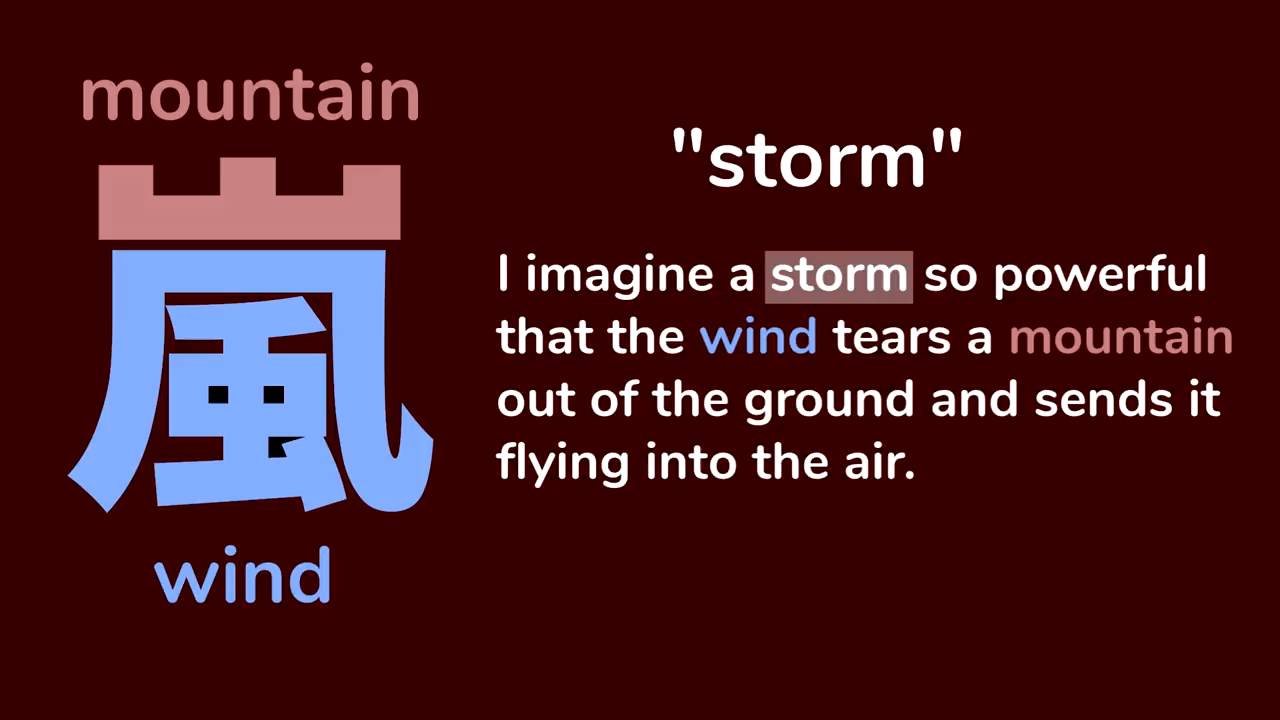 mountain
嵐
wind
"storm"
I imagine a storm so powerful
that the wind tears a mountain
out of the ground and sends it
flying into the air.